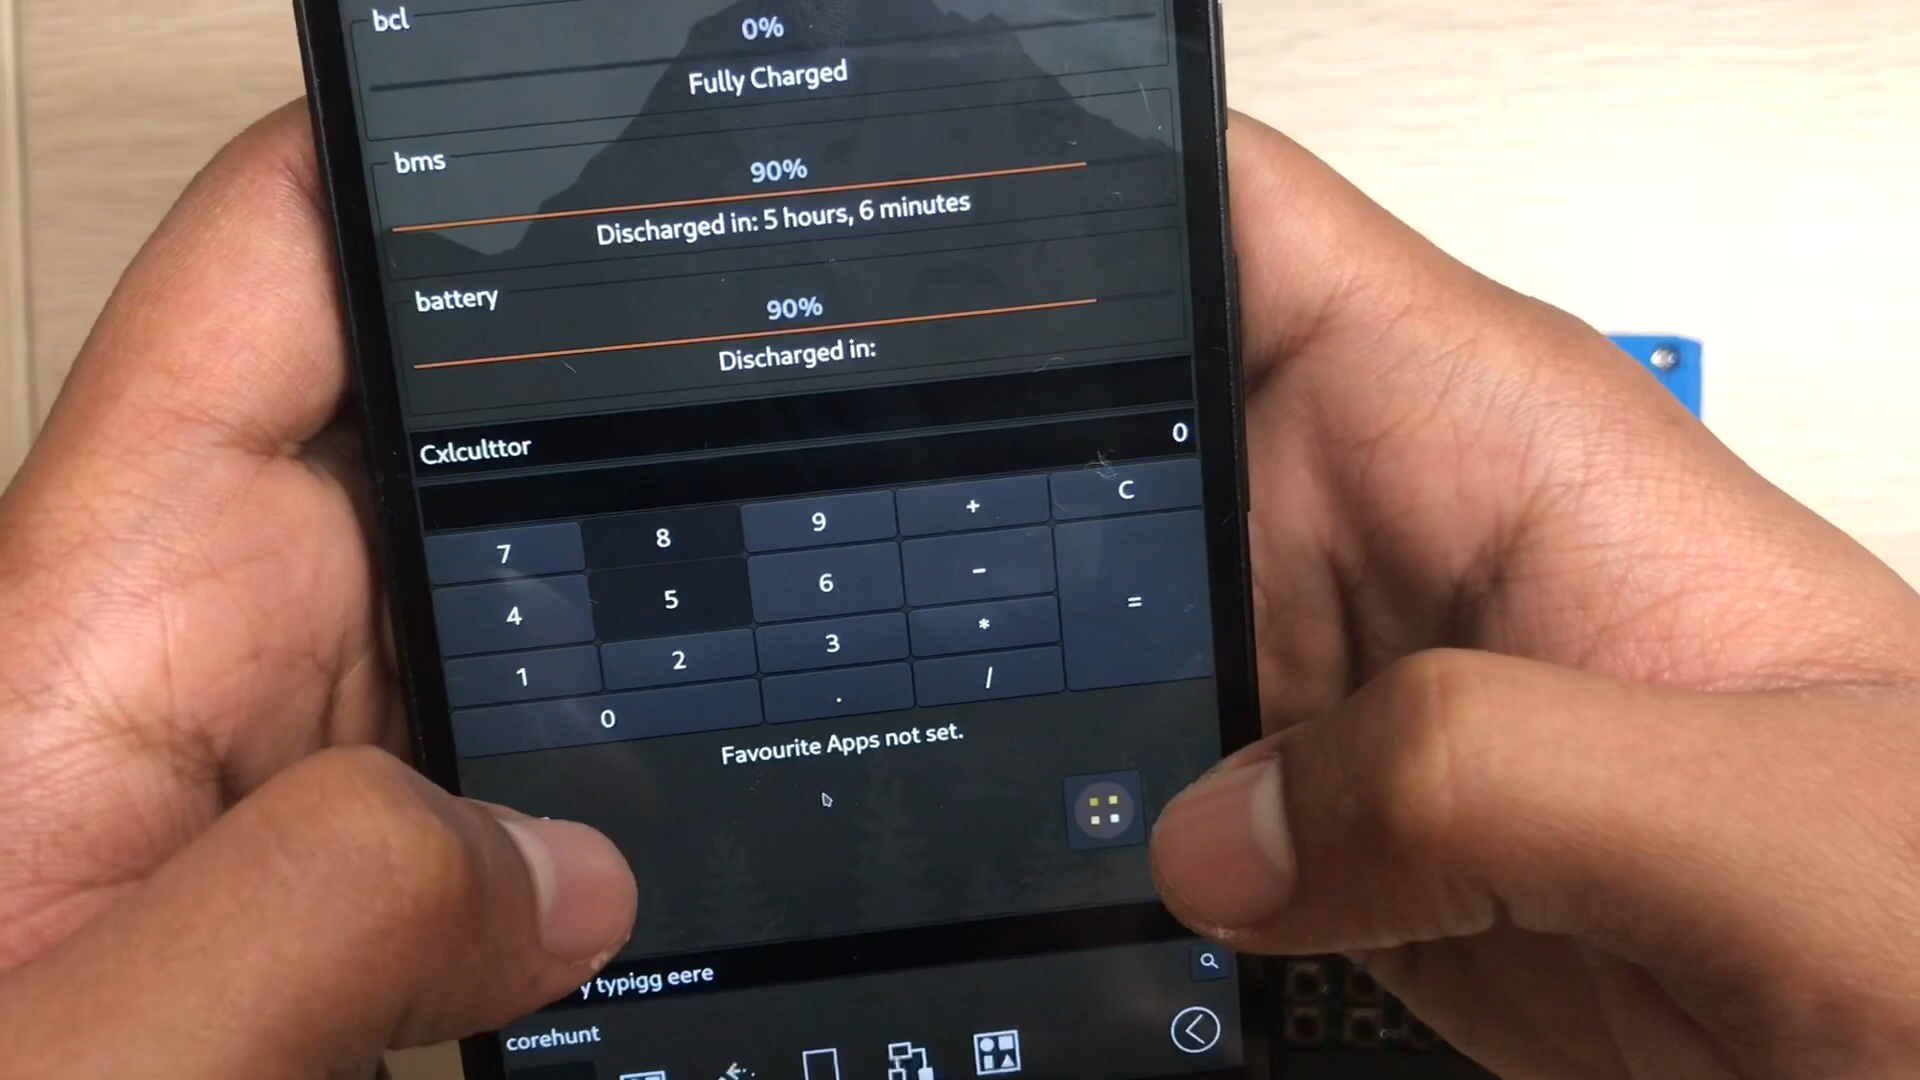 bcl
0%
Fully Charged
bms
90%
Discharged in: 5 hours, 6 minutes
battery
90%
Discharged in:
Cxlculttor
0
7 8 9 + C
4 5 6 - =
1 2 3 *
0 . /
Favourite Apps not set.
y typigg eere
corehunt